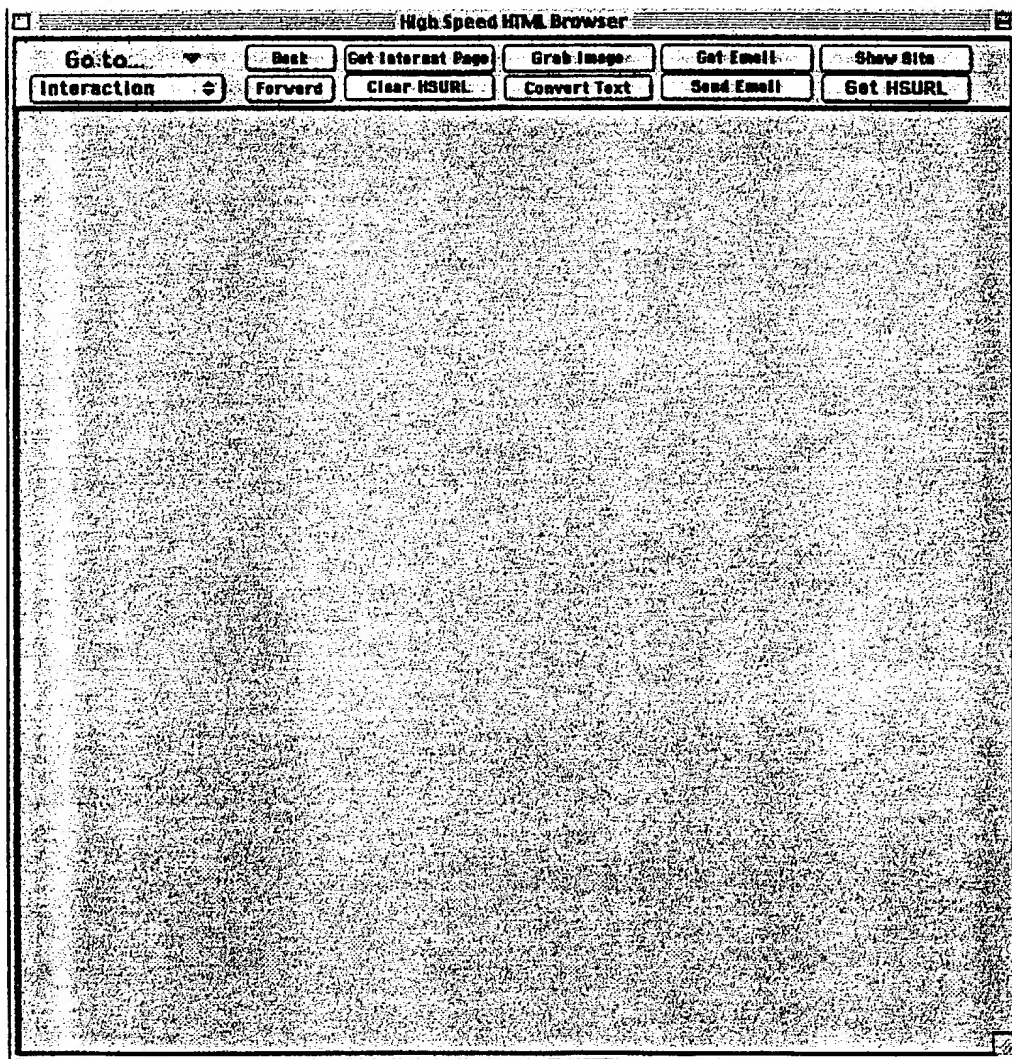 High Speed HTML Browser
Go to... Back Get Internet Page Grab Image Get Email Show Site
Interaction Forward Clear HSURL Convert Text Send Email Get HSURL